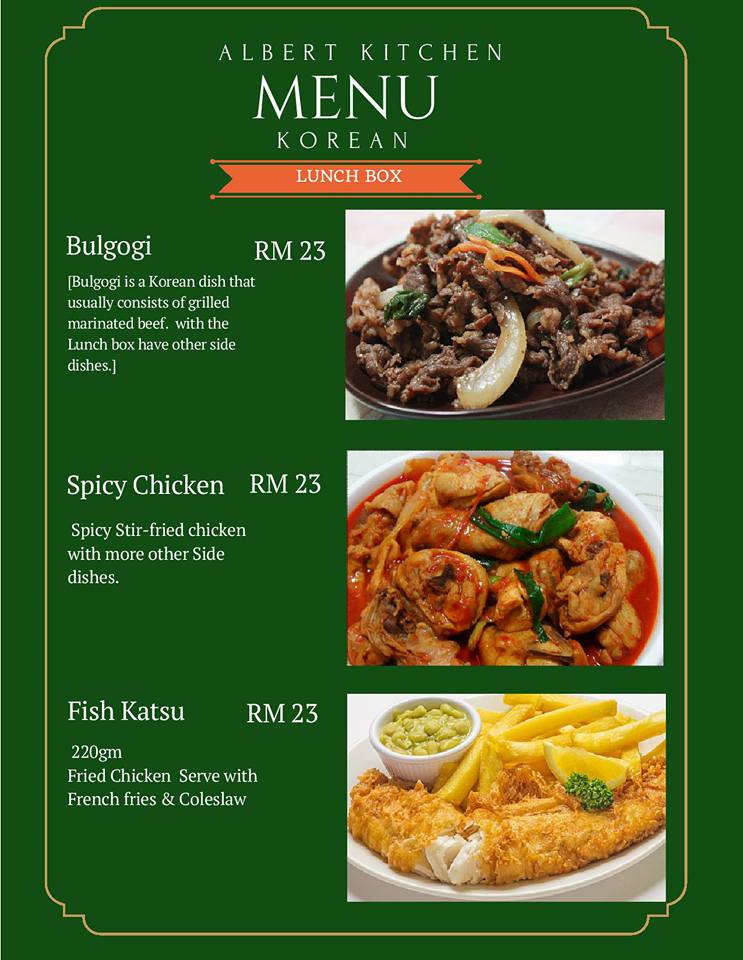 ALBERT KITCHEN
MENU
KOREAN
LUNCH BOX
Bulgogi RM 23
[Bulgogi is a Korean dish that
usually consists of grilled
marinated beef. with the
Lunch box have other side
dishes.]
Spicy Chicken RM 23
Spicy Stir-fried chicken
with more other Side
dishes.
Fish Katsu RM 23
220gm
Fried Chicken Serve with
French fries & Coleslaw